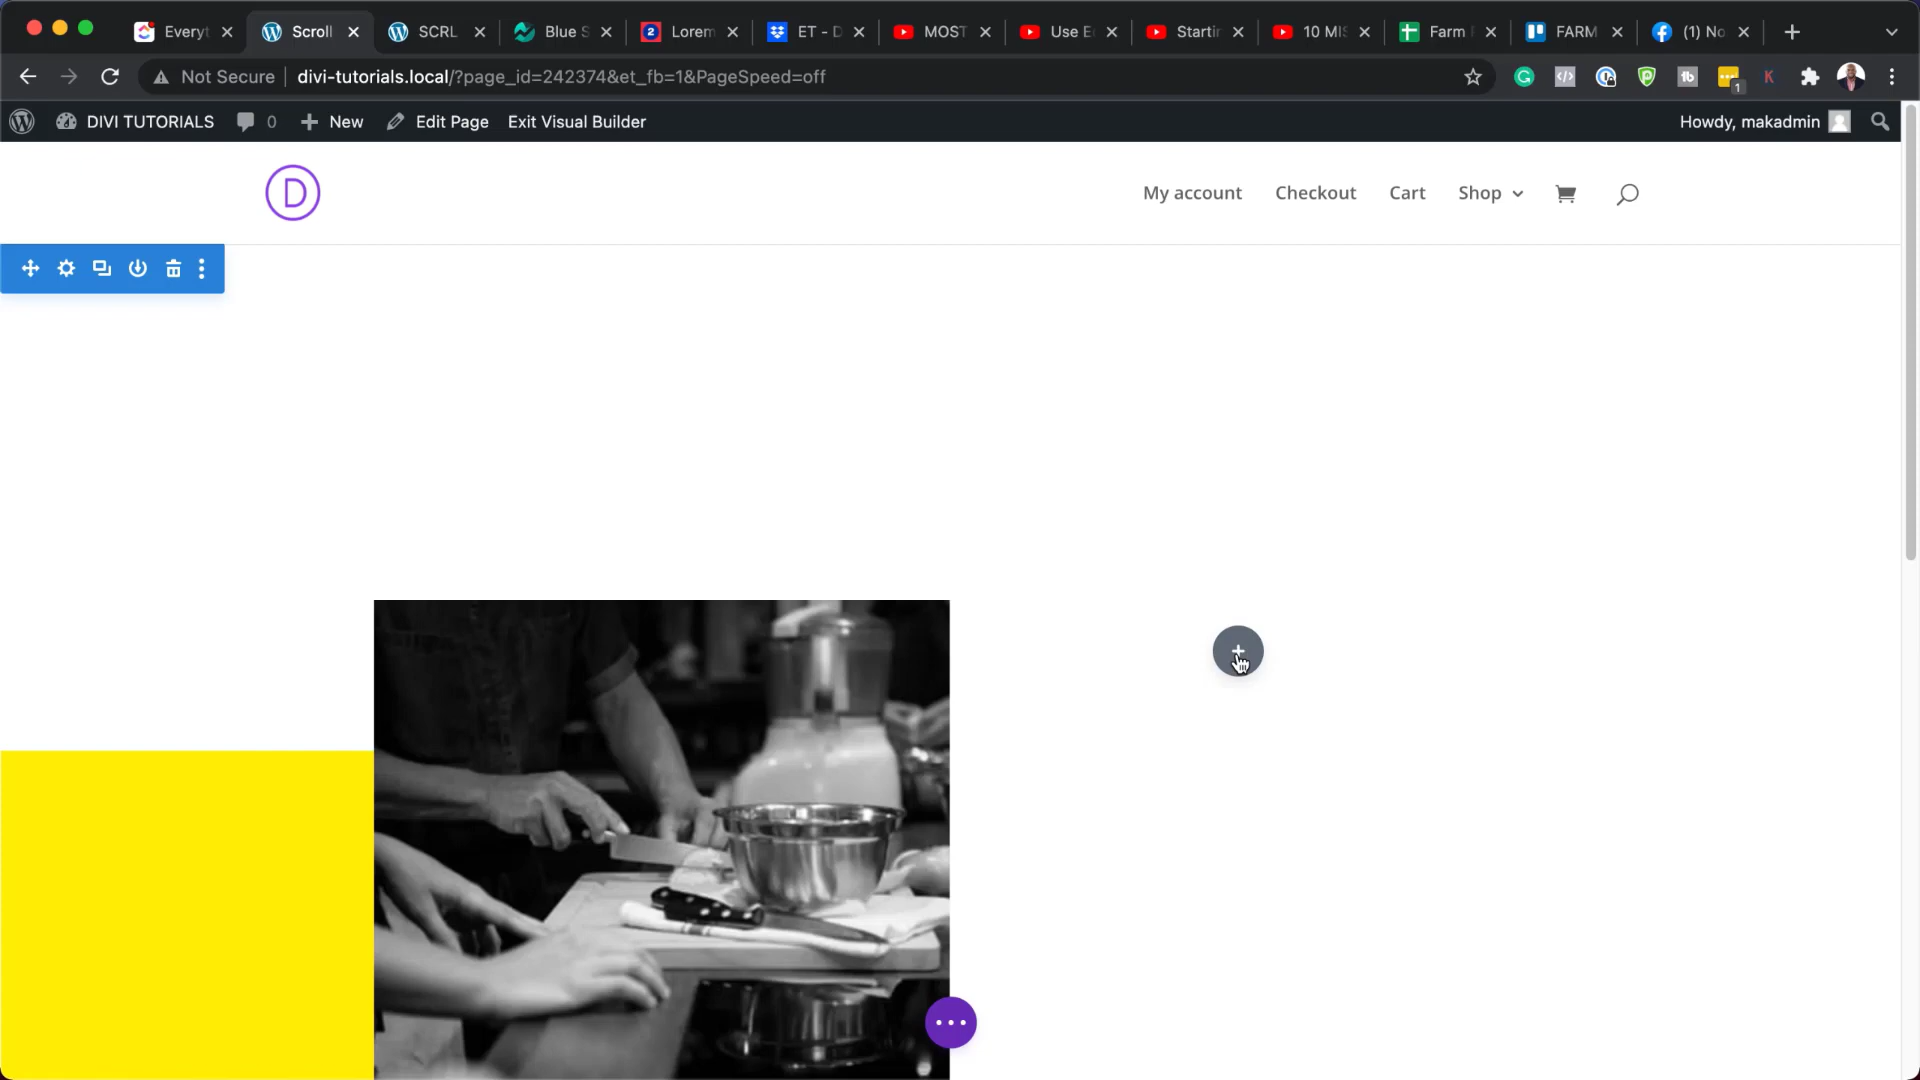 Everyt
Scroll
SCRL
Blue S
Lorem
ET - D
MOST
Use E
Startir
10 MIS
Farm
FARM
(1) No
Not Secure
divi-tutorials.local/?page_id=242374&et_fb=1&PageSpeed=off
1
DIVI TUTORIALS
0
New
Edit Page
Exit Visual Builder
Howdy, makadmin
D
My account
Checkout
Cart
Shop